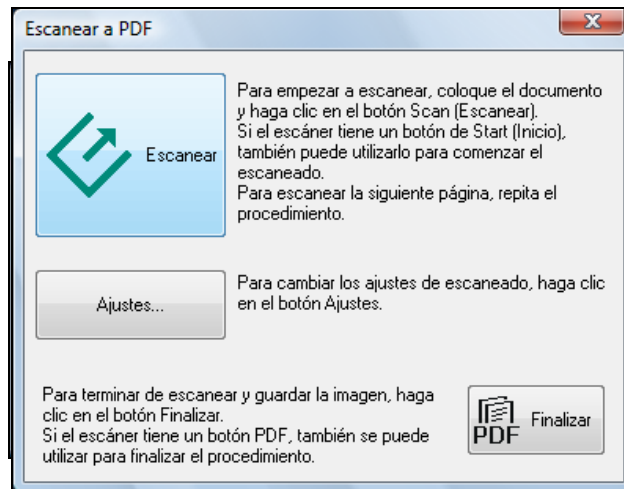 Escanear a PDF
Escanear
Para empezar a escanear, coloque el documento
y haga clic en el botón Scan (Escanear).
Si el escáner tiene un botón de Start (Inicio),
también puede utilizarlo para comenzar el
escaneado.
Para escanear la siguiente página, repita el
procedimiento.
Ajustes...
Para cambiar los ajustes de escaneado, haga clic
en el botón Ajustes.
Para terminar de escanear y guardar la imagen, haga
clic en el botón Finalizar.
Si el escáner tiene un botón PDF, también se puede
utilizar para finalizar el procedimiento.
PDF
Finalizar